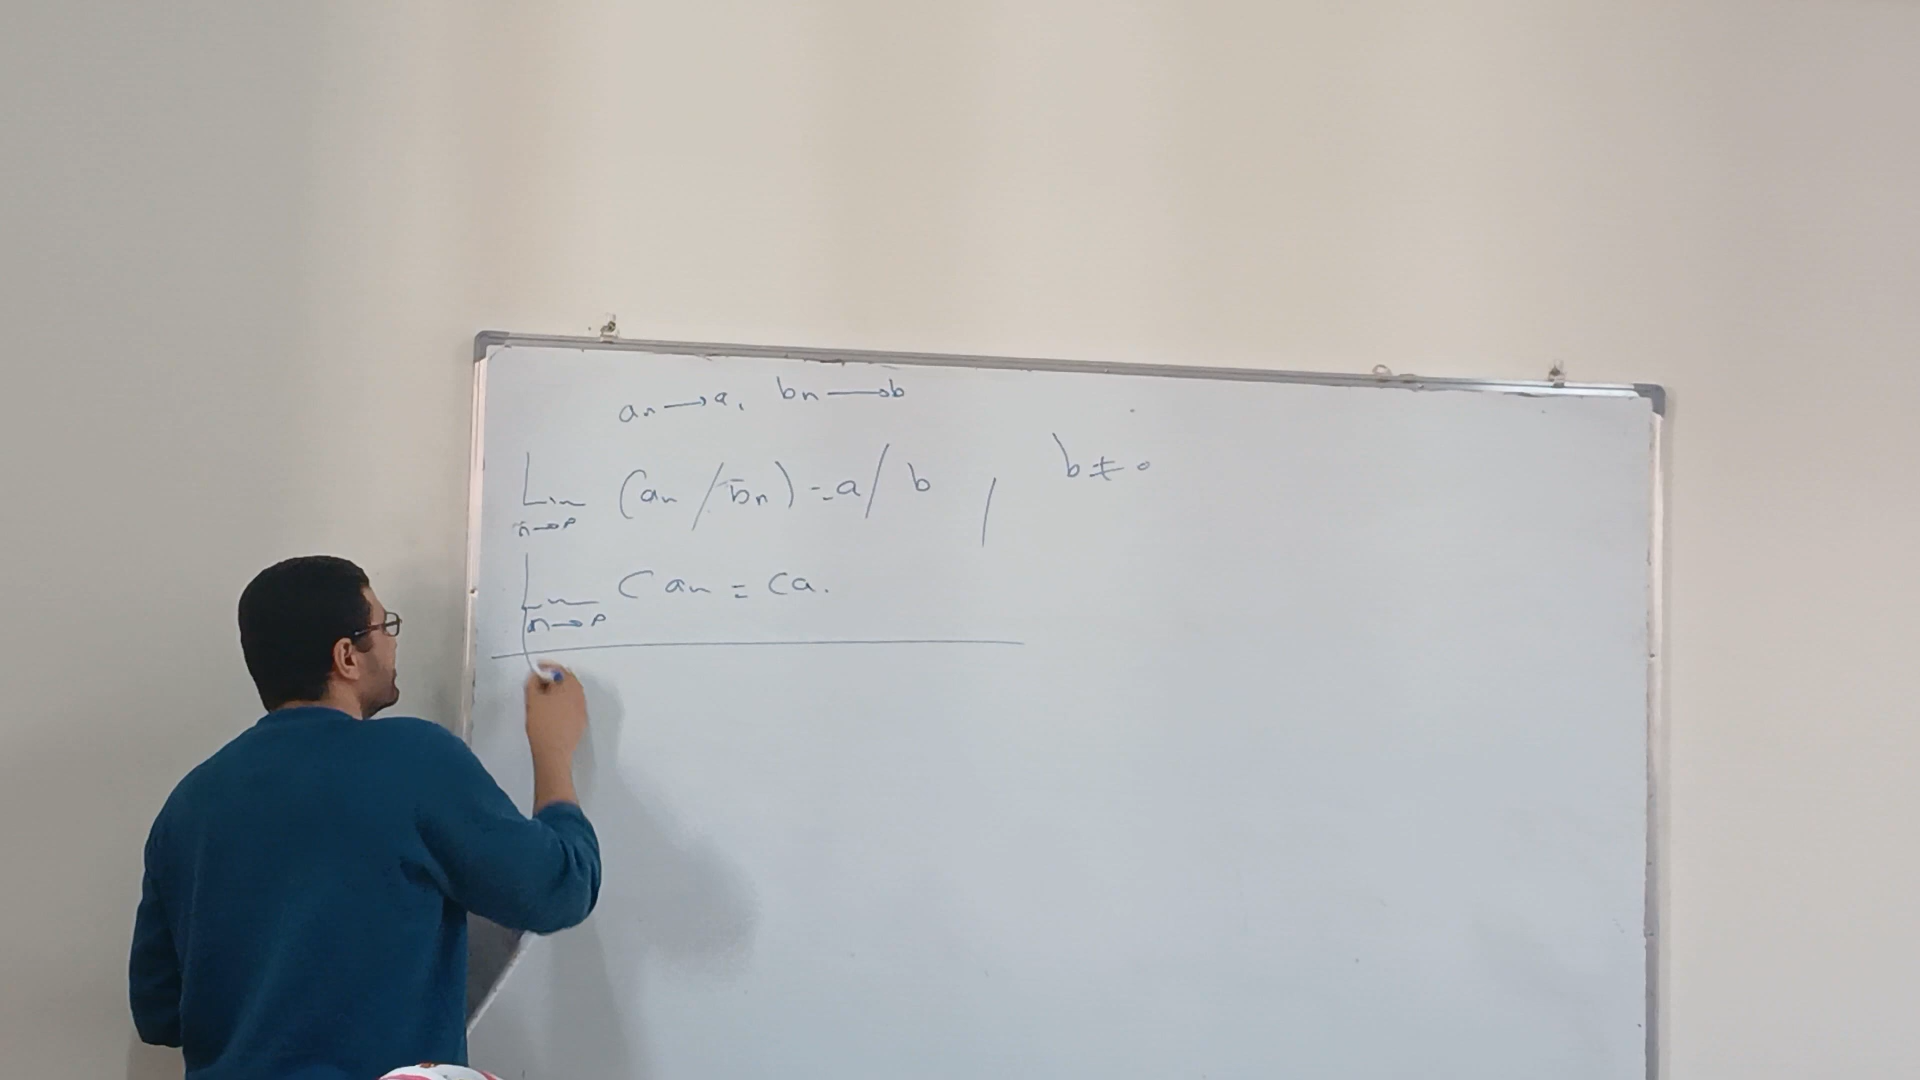 an → a, bn → b
Lim (an / bn) = a / b , b ≠ 0
n→∞
Lim C an = Ca.
n→∞